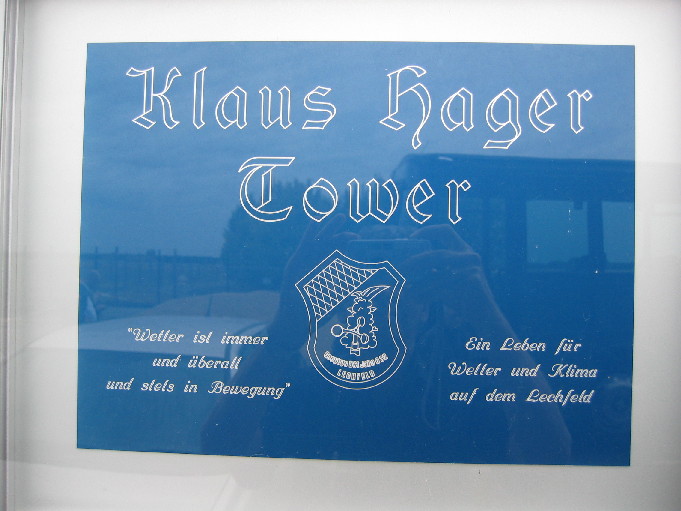 Klaus Hager
Tower
"Wetter ist immer
und überall
und stets in Bewegung"
LECHFELD
Ein Leben für
Wetter und Klima
auf dem Lechfeld